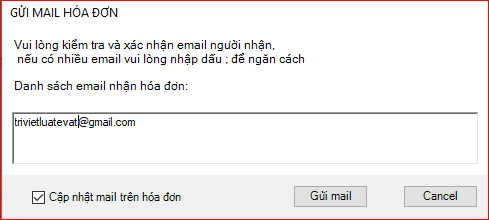 GỬI MAIL HÓA ĐƠN
Vui lòng kiểm tra và xác nhận email người nhận,
nếu có nhiều email vui lòng nhập dấu ; để ngăn cách
Danh sách email nhận hóa đơn:
trivietluatevat@gmail.com
Cập nhật mail trên hóa đơn
Gửi mail
Cancel